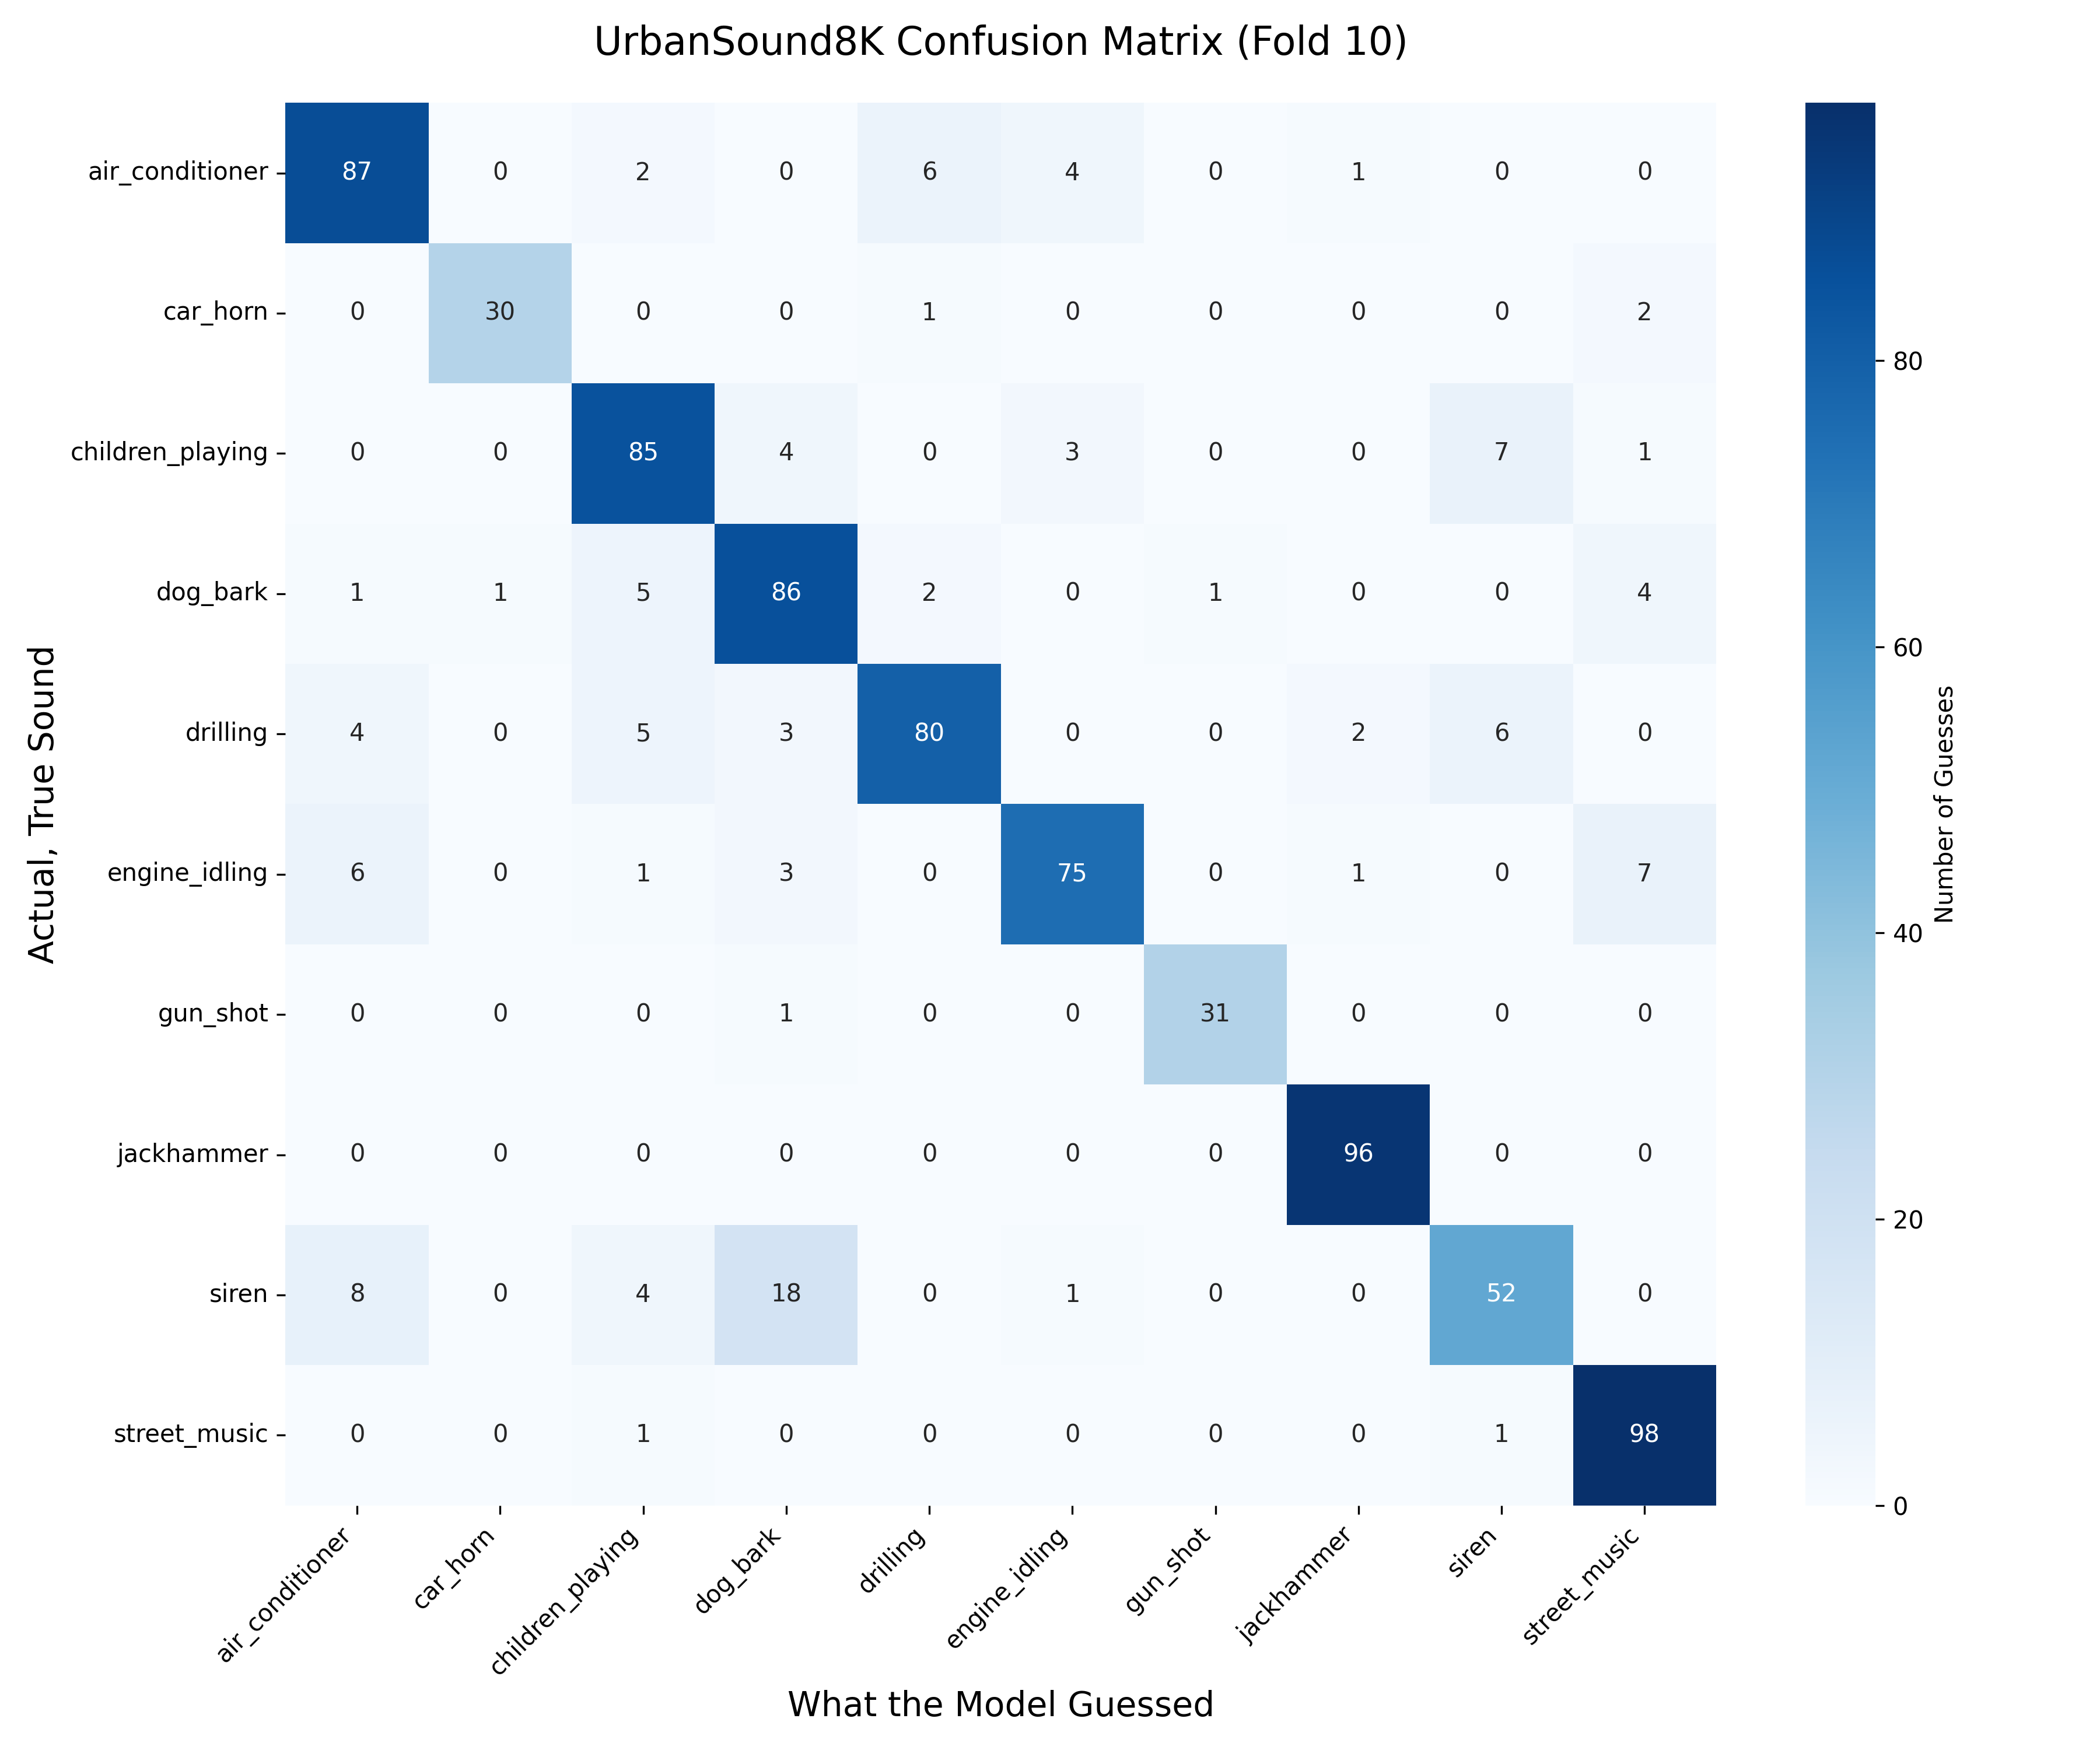 UrbanSound8K Confusion Matrix (Fold 10)
Actual, True Sound
air_conditioner 87 0 2 0 6 4 0 1 0 0
car_horn 0 30 0 0 1 0 0 0 0 2
children_playing 0 0 85 4 0 3 0 0 7 1
dog_bark 1 1 5 86 2 0 1 0 0 4
drilling 4 0 5 3 80 0 0 2 6 0
engine_idling 6 0 1 3 0 75 0 1 0 7
gun_shot 0 0 0 1 0 0 31 0 0 0
jackhammer 0 0 0 0 0 0 0 96 0 0
siren 8 0 4 18 0 1 0 0 52 0
street_music 0 0 1 0 0 0 0 0 1 98
air_conditioner car_horn children_playing dog_bark drilling engine_idling gun_shot jackhammer siren street_music
What the Model Guessed
80
60
40
20
0
Number of Guesses